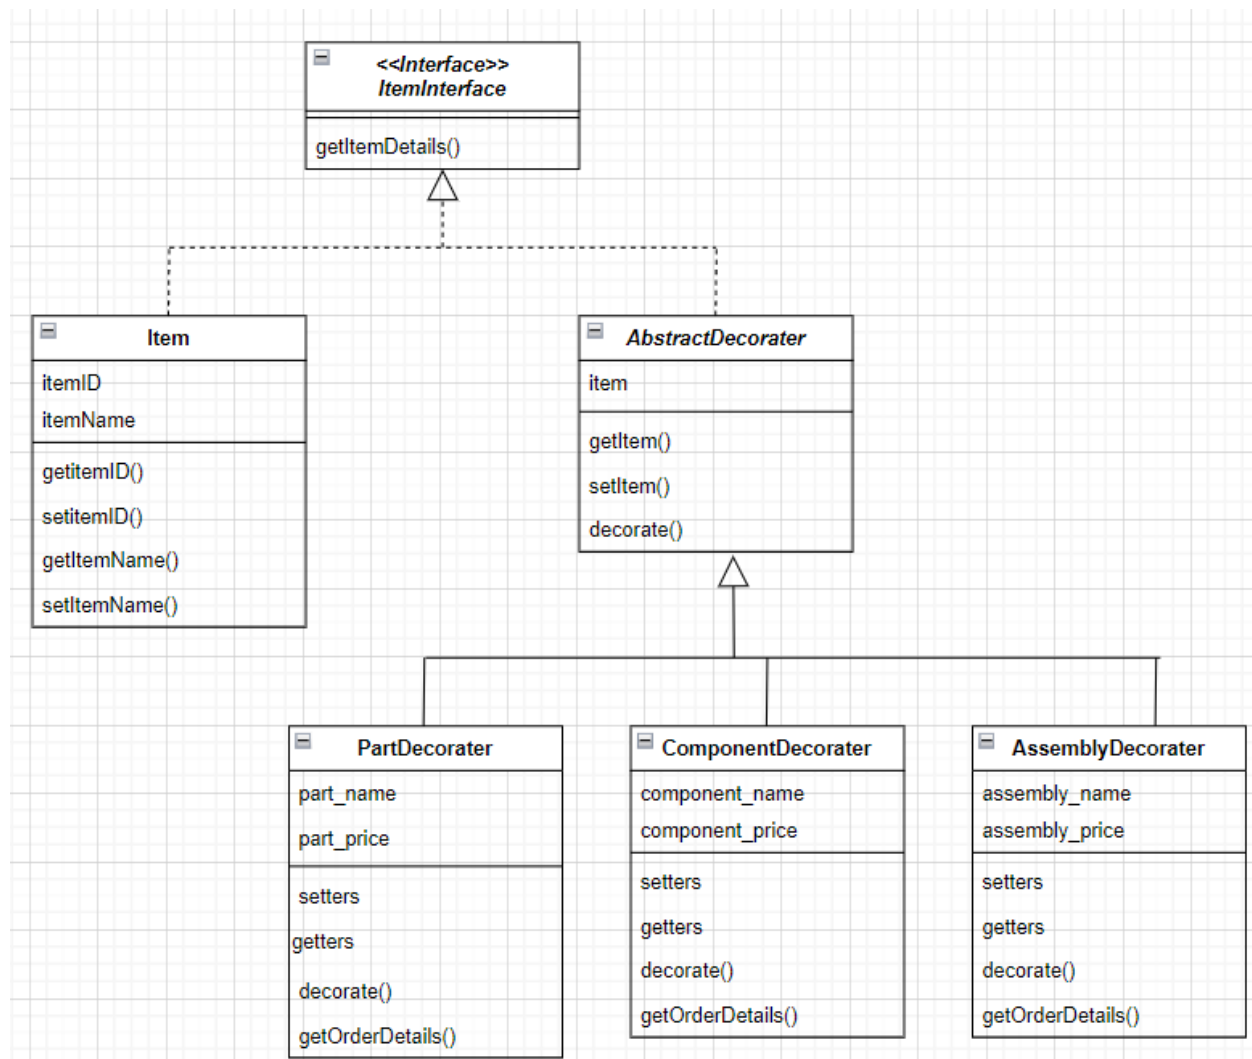 <<Interface>>
ItemInterface
getItemDetails()
Item
itemID
itemName
getitemID()
setitemID()
getItemName()
setItemName()
AbstractDecorater
item
getItem()
setItem()
decorate()
PartDecorater
part_name
part_price
setters
getters
decorate()
getOrderDetails()
ComponentDecorater
component_name
component_price
setters
getters
decorate()
getOrderDetails()
AssemblyDecorater
assembly_name
assembly_price
setters
getters
decorate()
getOrderDetails()